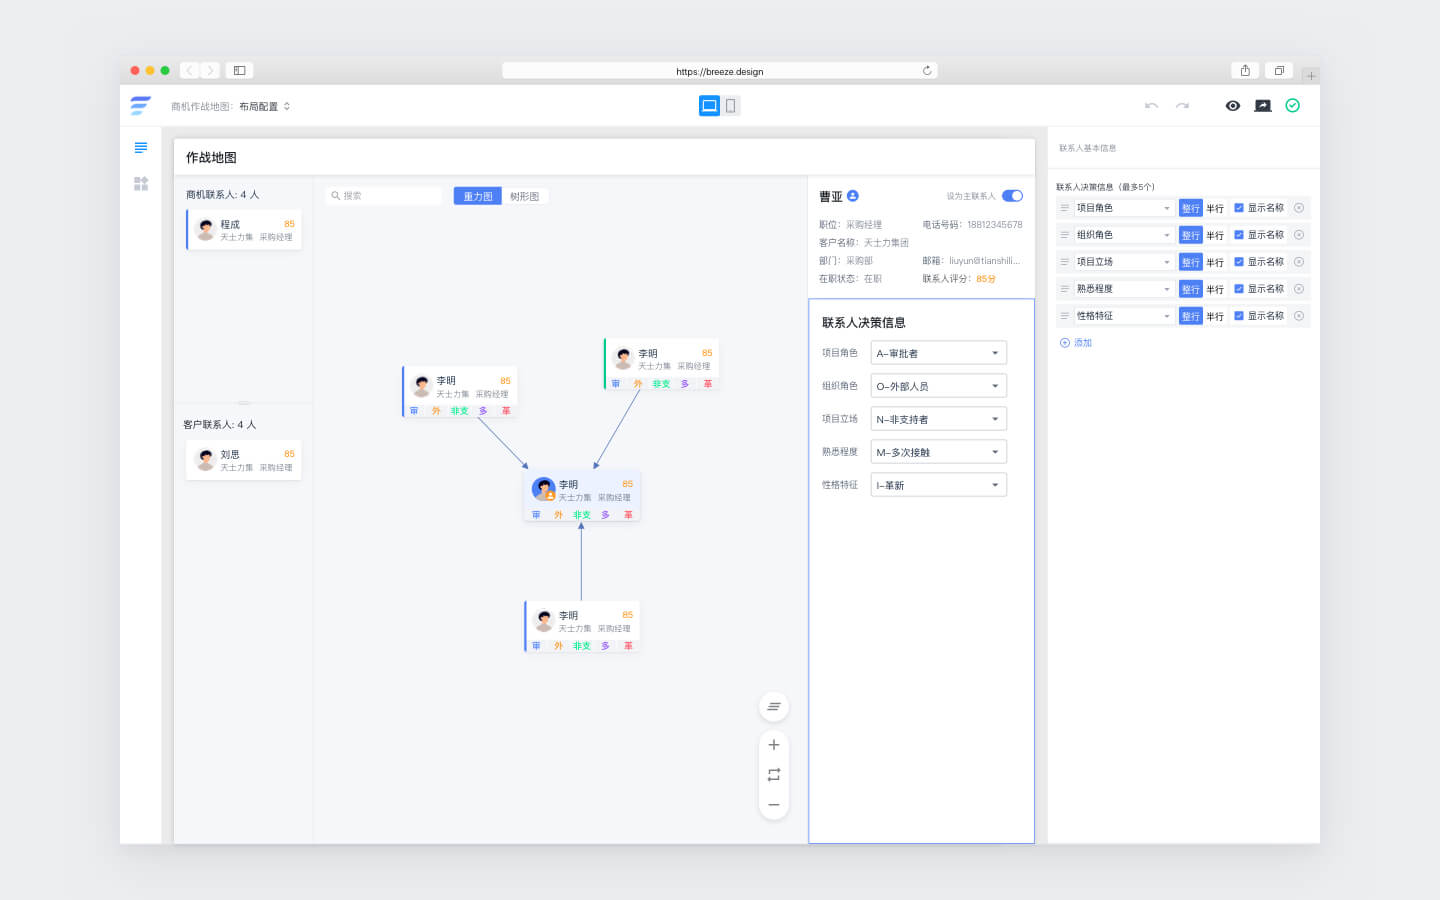 https://breeze.design
商机作战地图: 布局配置
作战地图
商机联系人: 4 人
程成 85
天士力集 采购经理
客户联系人: 4 人
刘思 85
天士力集 采购经理
搜索
重力图 树形图
李明 85
天士力集 采购经理
审 外 非支 多 革
李明 85
天士力集 采购经理
审 外 非支 多 革
李明 85
天士力集 采购经理
审 外 非支 多 革
李明 85
天士力集 采购经理
审 外 非支 多 革
曹亚 设为主联系人
职位: 采购经理 电话号码: 18812345678
客户名称: 天士力集团
部门: 采购部 邮箱: liuyun@tianshili...
在职状态: 在职 联系人评分: 85分
联系人决策信息
项目角色 A-审批者
组织角色 O-外部人员
项目立场 N-非支持者
熟悉程度 M-多次接触
性格特征 I-革新
联系人基本信息
联系人决策信息（最多5个）
项目角色 整行 半行 显示名称
组织角色 整行 半行 显示名称
项目立场 整行 半行 显示名称
熟悉程度 整行 半行 显示名称
性格特征 整行 半行 显示名称
添加